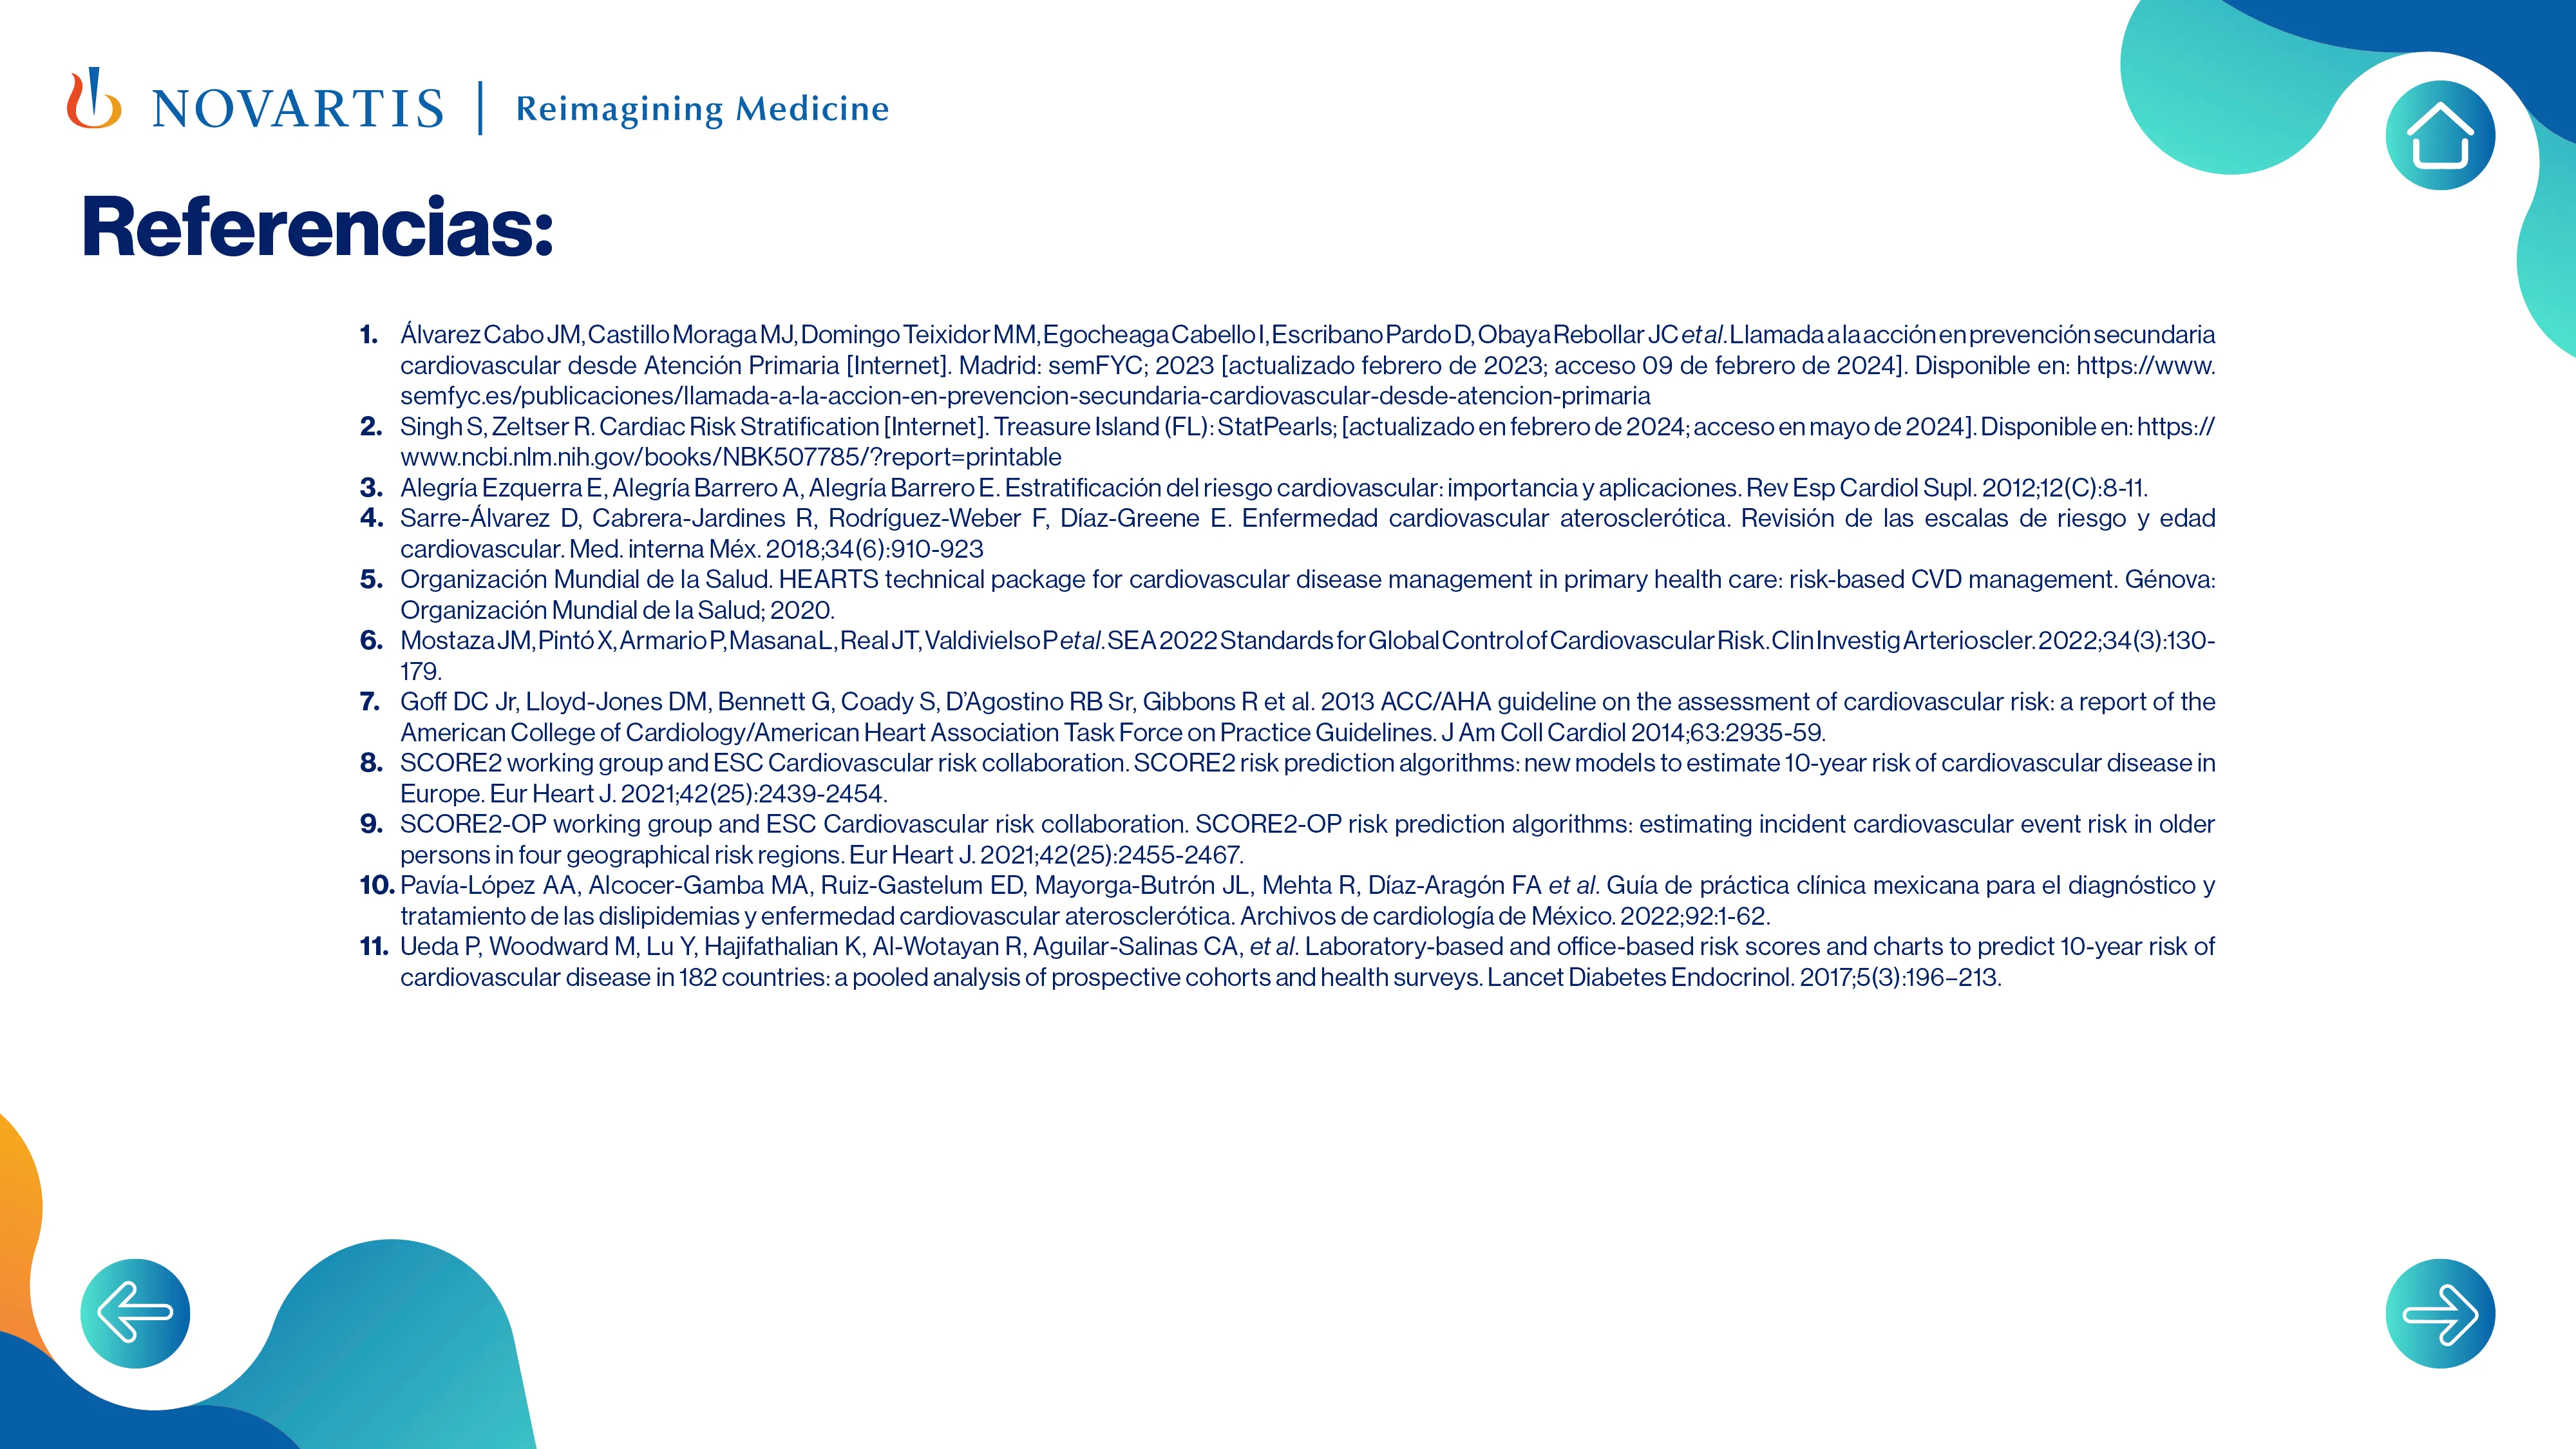 NOVARTIS | Reimagining Medicine
Referencias:
1. Álvarez Cabo JM, Castillo Moraga MJ, Domingo Teixidor MM, Egocheaga Cabello I, Escribano Pardo D, Obaya Rebollar JC et al. Llamada a la acción en prevención secundaria
cardiovascular desde Atención Primaria [Internet]. Madrid: semFYC; 2023 [actualizado febrero de 2023; acceso 09 de febrero de 2024]. Disponible en: https://www.
semfyc.es/publicaciones/llamada-a-la-accion-en-prevencion-secundaria-cardiovascular-desde-atencion-primaria
2. Singh S, Zeltser R. Cardiac Risk Stratification [Internet]. Treasure Island (FL): StatPearls; [actualizado en febrero de 2024; acceso en mayo de 2024]. Disponible en: https://
www.ncbi.nlm.nih.gov/books/NBK507785/?report=printable
3. Alegría Ezquerra E, Alegría Barrero A, Alegría Barrero E. Estratificación del riesgo cardiovascular: importancia y aplicaciones. Rev Esp Cardiol Supl. 2012;12(C):8-11.
4. Sarre-Álvarez D, Cabrera-Jardines R, Rodríguez-Weber F, Díaz-Greene E. Enfermedad cardiovascular aterosclerótica. Revisión de las escalas de riesgo y edad
cardiovascular. Med. interna Méx. 2018;34(6):910-923
5. Organización Mundial de la Salud. HEARTS technical package for cardiovascular disease management in primary health care: risk-based CVD management. Génova:
Organización Mundial de la Salud; 2020.
6. Mostaza JM, Pintó X, Armario P, Masana L, Real JT, Valdivielso P et al. SEA 2022 Standards for Global Control of Cardiovascular Risk. Clin Investig Arterioscler. 2022;34(3):130-
179.
7. Goff DC Jr, Lloyd-Jones DM, Bennett G, Coady S, D’Agostino RB Sr, Gibbons R et al. 2013 ACC/AHA guideline on the assessment of cardiovascular risk: a report of the
American College of Cardiology/American Heart Association Task Force on Practice Guidelines. J Am Coll Cardiol 2014;63:2935-59.
8. SCORE2 working group and ESC Cardiovascular risk collaboration. SCORE2 risk prediction algorithms: new models to estimate 10-year risk of cardiovascular disease in
Europe. Eur Heart J. 2021;42(25):2439-2454.
9. SCORE2-OP working group and ESC Cardiovascular risk collaboration. SCORE2-OP risk prediction algorithms: estimating incident cardiovascular event risk in older
persons in four geographical risk regions. Eur Heart J. 2021;42(25):2455-2467.
10. Pavía-López AA, Alcocer-Gamba MA, Ruiz-Gastelum ED, Mayorga-Butrón JL, Mehta R, Díaz-Aragón FA et al. Guía de práctica clínica mexicana para el diagnóstico y
tratamiento de las dislipidemias y enfermedad cardiovascular aterosclerótica. Archivos de cardiología de México. 2022;92:1-62.
11. Ueda P, Woodward M, Lu Y, Hajifathalian K, Al-Wotayan R, Aguilar-Salinas CA, et al. Laboratory-based and office-based risk scores and charts to predict 10-year risk of
cardiovascular disease in 182 countries: a pooled analysis of prospective cohorts and health surveys. Lancet Diabetes Endocrinol. 2017;5(3):196–213.